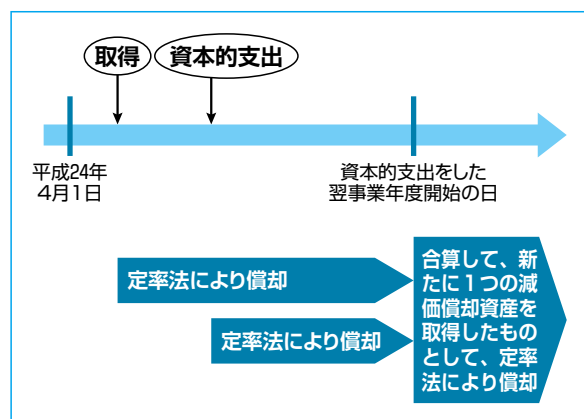 取得
資本的支出
平成24年
4月1日
資本的支出をした
翌事業年度開始の日
定率法により償却
定率法により償却
合算して、新
たに1つの減
価償却資産を
取得したもの
として、定率
法により償却